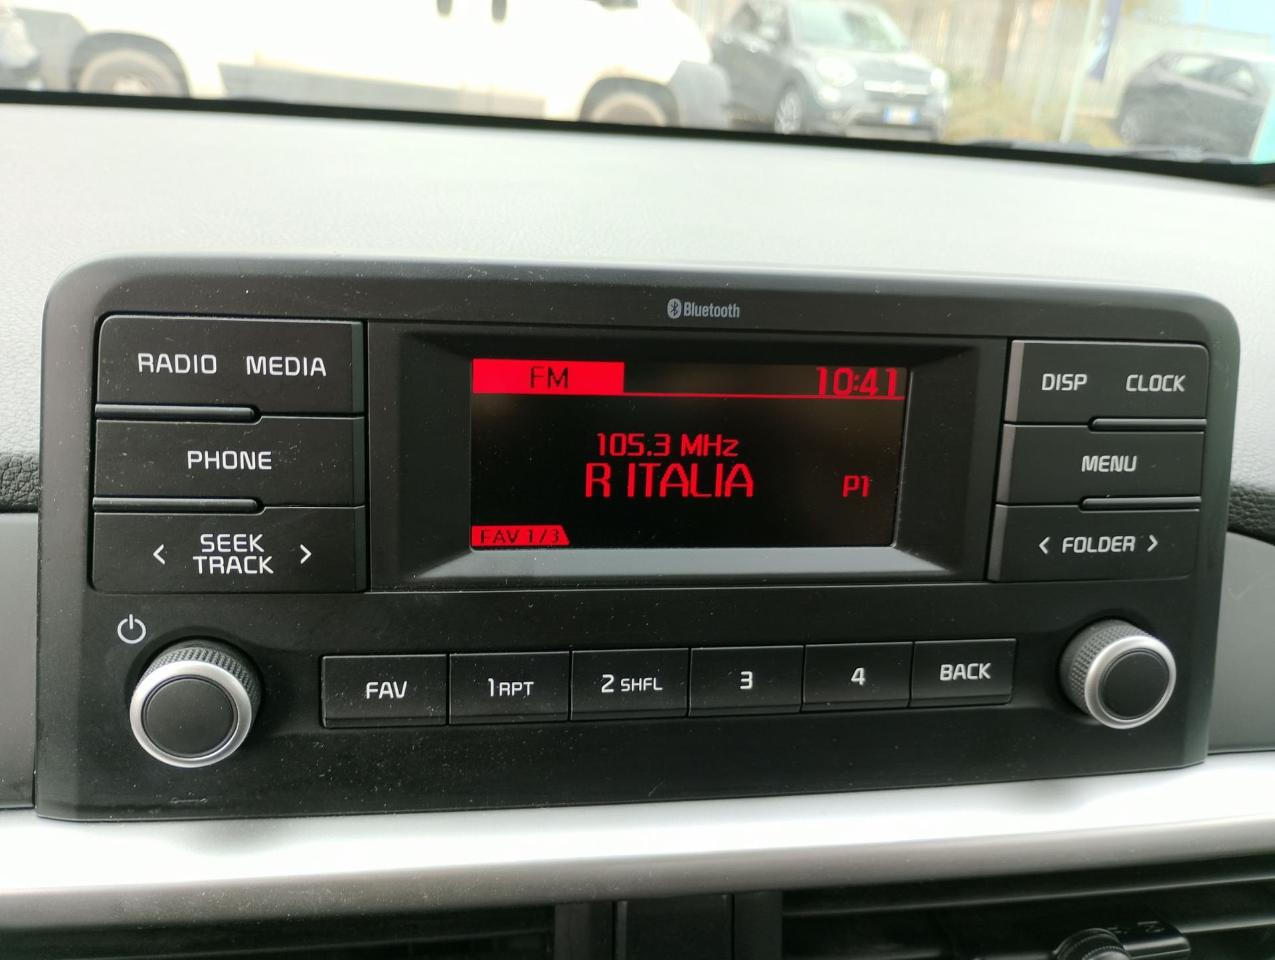 Bluetooth
RADIO MEDIA
PHONE
< SEEK TRACK >
FM 10:41
105.3 MHz
R ITALIA P1
FAV 1/3
DISP CLOCK
MENU
< FOLDER >
FAV 1 RPT 2 SHFL 3 4 BACK